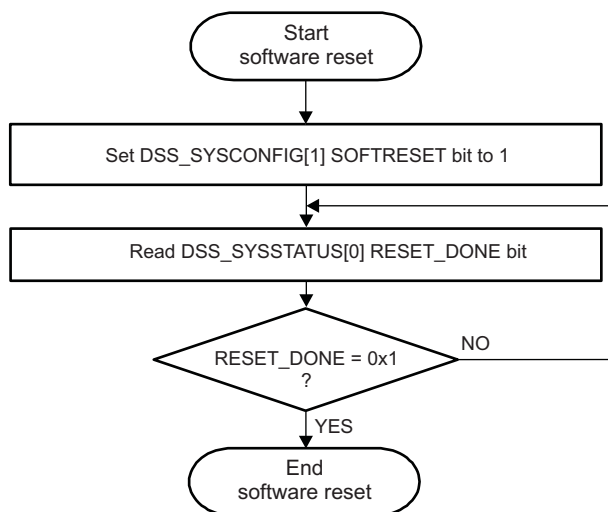 Start
software reset
Set DSS_SYSCONFIG[1] SOFTRESET bit to 1
Read DSS_SYSSTATUS[0] RESET_DONE bit
RESET_DONE = 0x1
?
NO
YES
End
software reset